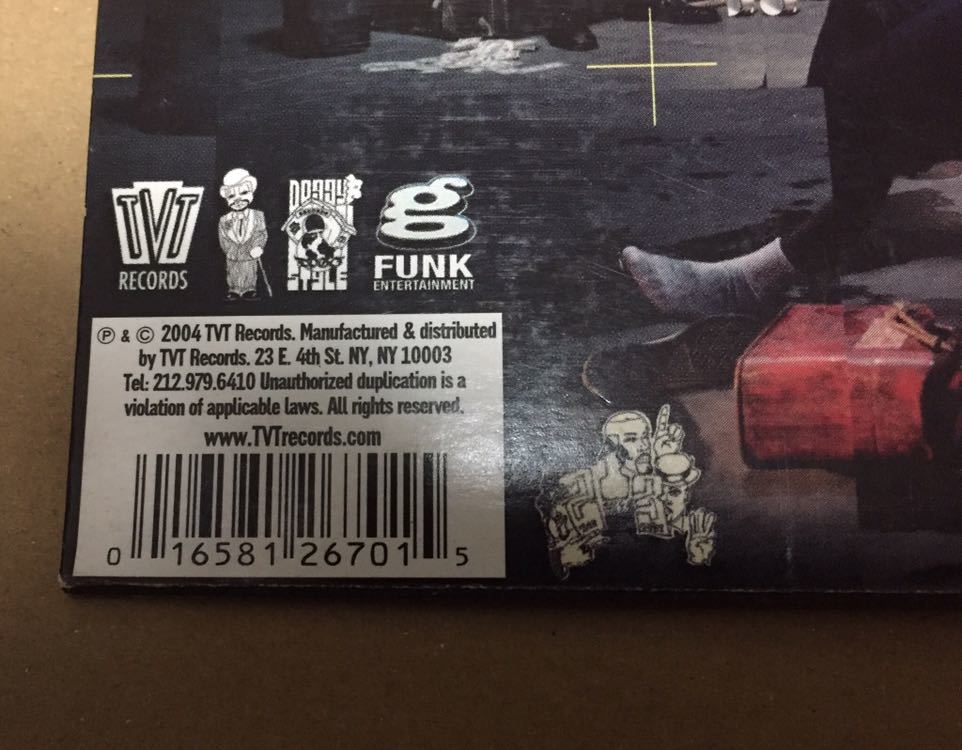 TVT
RECORDS
DOGGY
STYLE
g
FUNK
ENTERTAINMENT
Ⓟ & © 2004 TVT Records. Manufactured & distributed
by TVT Records. 23 E. 4th St. NY, NY 10003
Tel: 212.979.6410 Unauthorized duplication is a
violation of applicable laws. All rights reserved.
www.TVTrecords.com
0 16581 26701 5